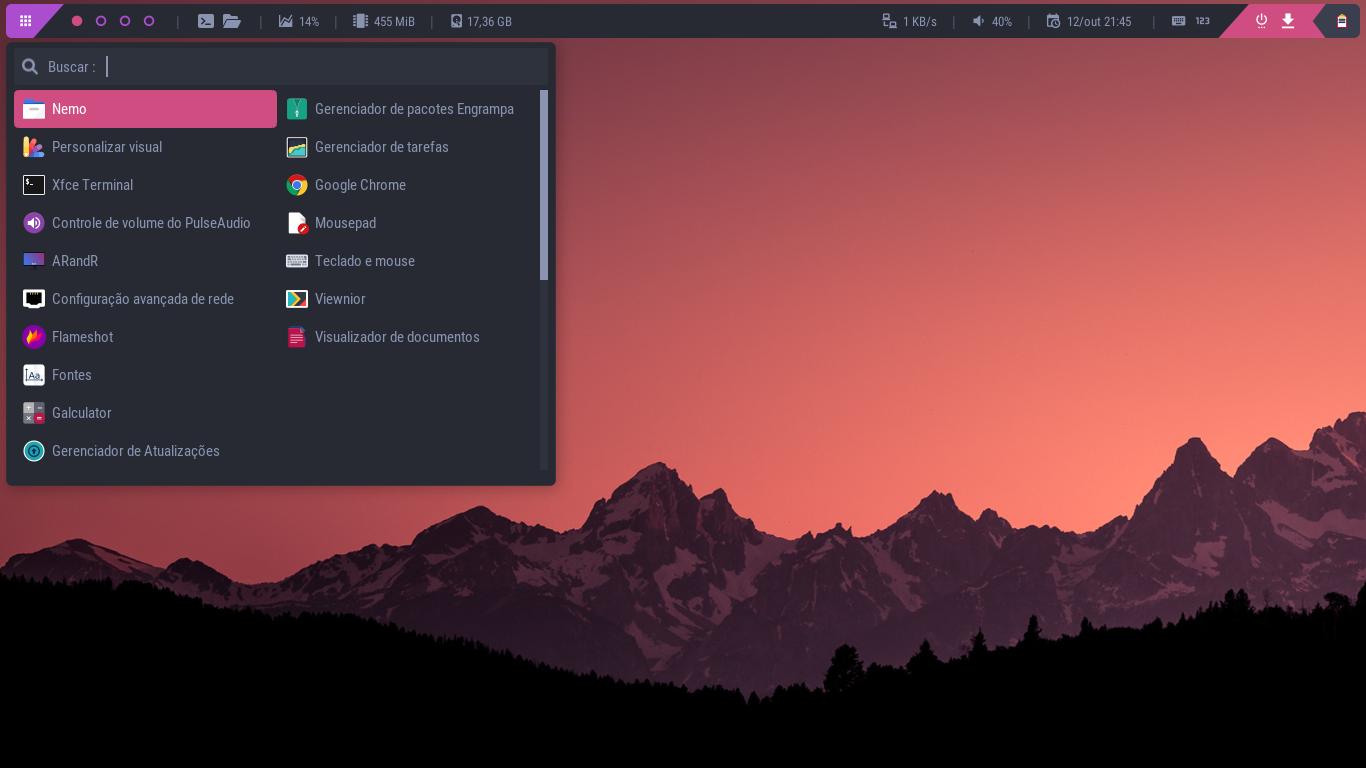 14% 455 MiB 17,36 GB 1 KB/s 40% 12/out 21:45 123
Buscar :
Nemo
Personalizar visual
Xfce Terminal
Controle de volume do PulseAudio
ARandR
Configuração avançada de rede
Flameshot
Fontes
Galculator
Gerenciador de Atualizações
Gerenciador de pacotes Engrampa
Gerenciador de tarefas
Google Chrome
Mousepad
Teclado e mouse
Viewnior
Visualizador de documentos